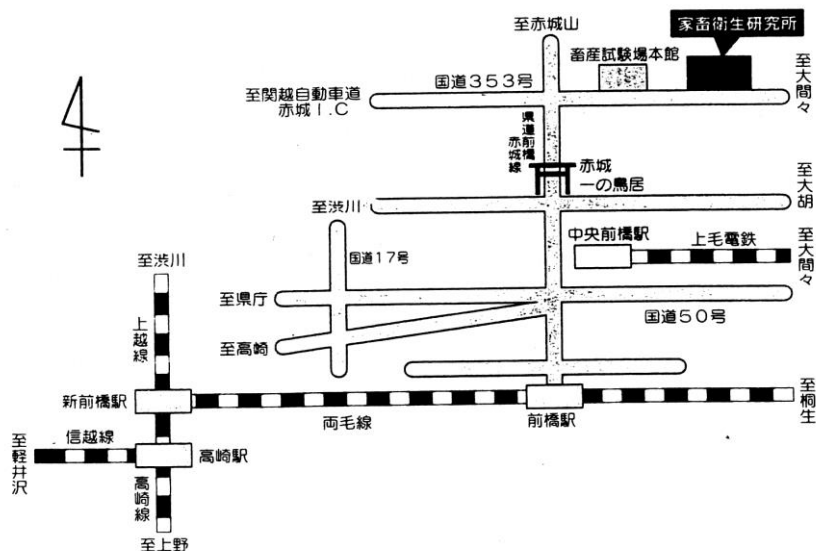 至赤城山
家畜衛生研究所
畜産試験場本館
至大間々
国道353号
至関越自動車道
赤城I.C
県道前橋
赤城線
赤城
一の鳥居
至大胡
至渋川
中央前橋駅
上毛電鉄
至大間々
国道17号
至渋川
至県庁
国道50号
上越線
至高崎
至桐生
新前橋駅
両毛線
前橋駅
信越線
至軽井沢
高崎駅
高崎線
至上野